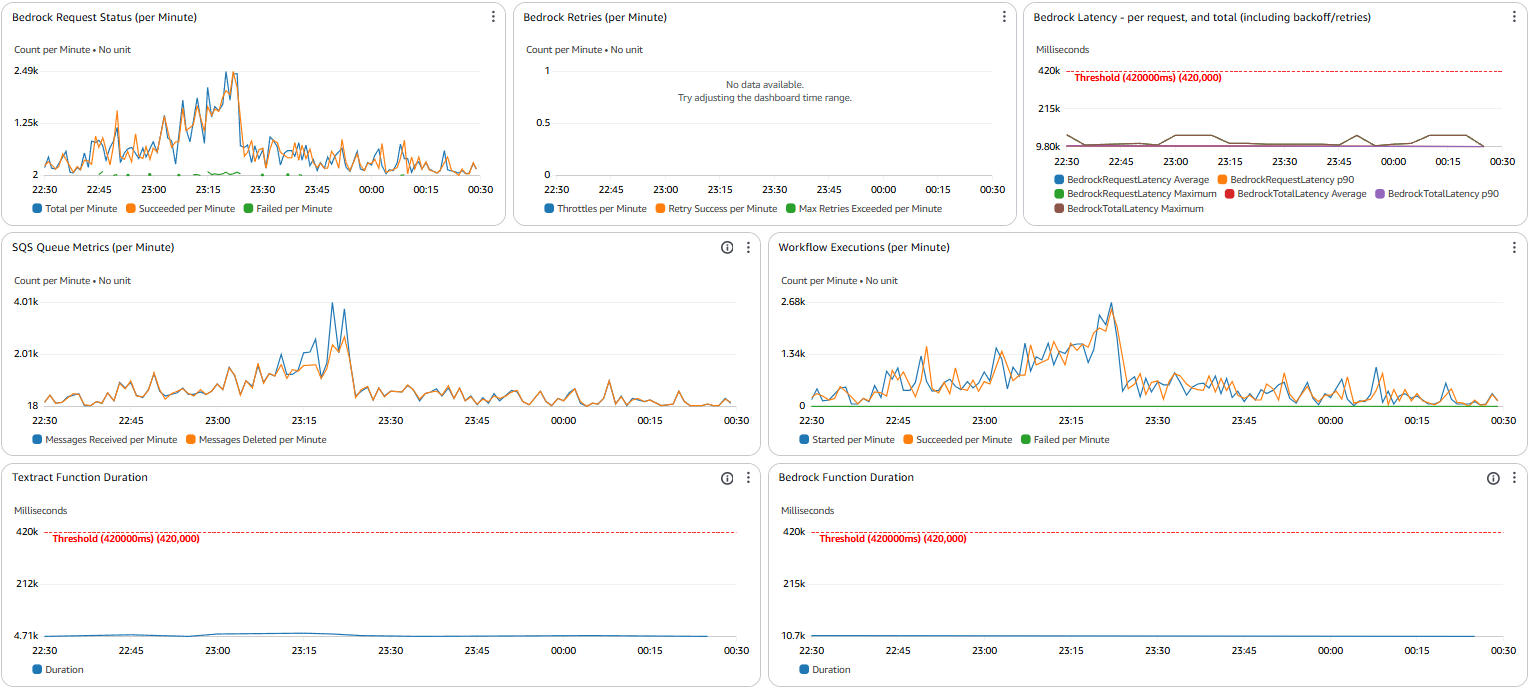 Bedrock Request Status (per Minute)
Count per Minute • No unit
2.49k
1.25k
2
22:30 22:45 23:00 23:15 23:30 23:45 00:00 00:15 00:30
Total per Minute Succeeded per Minute Failed per Minute
Bedrock Retries (per Minute)
Count per Minute • No unit
1
No data available.
Try adjusting the dashboard time range.
0.5
0
22:30 22:45 23:00 23:15 23:30 23:45 00:00 00:15 00:30
Throttles per Minute Retry Success per Minute Max Retries Exceeded per Minute
Bedrock Latency - per request, and total (including backoff/retries)
Milliseconds
420k
Threshold (420000ms) (420,000)
215k
9.80k
22:30 22:45 23:00 23:15 23:30 23:45 00:00 00:15 00:30
BedrockRequestLatency Average BedrockRequestLatency p90
BedrockRequestLatency Maximum BedrockTotalLatency Average BedrockTotalLatency p90
BedrockTotalLatency Maximum
SQS Queue Metrics (per Minute)
Count per Minute • No unit
4.01k
2.01k
18
22:30 22:45 23:00 23:15 23:30 23:45 00:00 00:15 00:30
Messages Received per Minute Messages Deleted per Minute
Workflow Executions (per Minute)
Count per Minute • No unit
2.68k
1.34k
0
22:30 22:45 23:00 23:15 23:30 23:45 00:00 00:15 00:30
Started per Minute Succeeded per Minute Failed per Minute
Textract Function Duration
Milliseconds
420k
Threshold (420000ms) (420,000)
212k
4.71k
22:30 22:45 23:00 23:15 23:30 23:45 00:00 00:15 00:30
Duration
Bedrock Function Duration
Milliseconds
420k
Threshold (420000ms) (420,000)
215k
10.7k
22:30 22:45 23:00 23:15 23:30 23:45 00:00 00:15 00:30
Duration